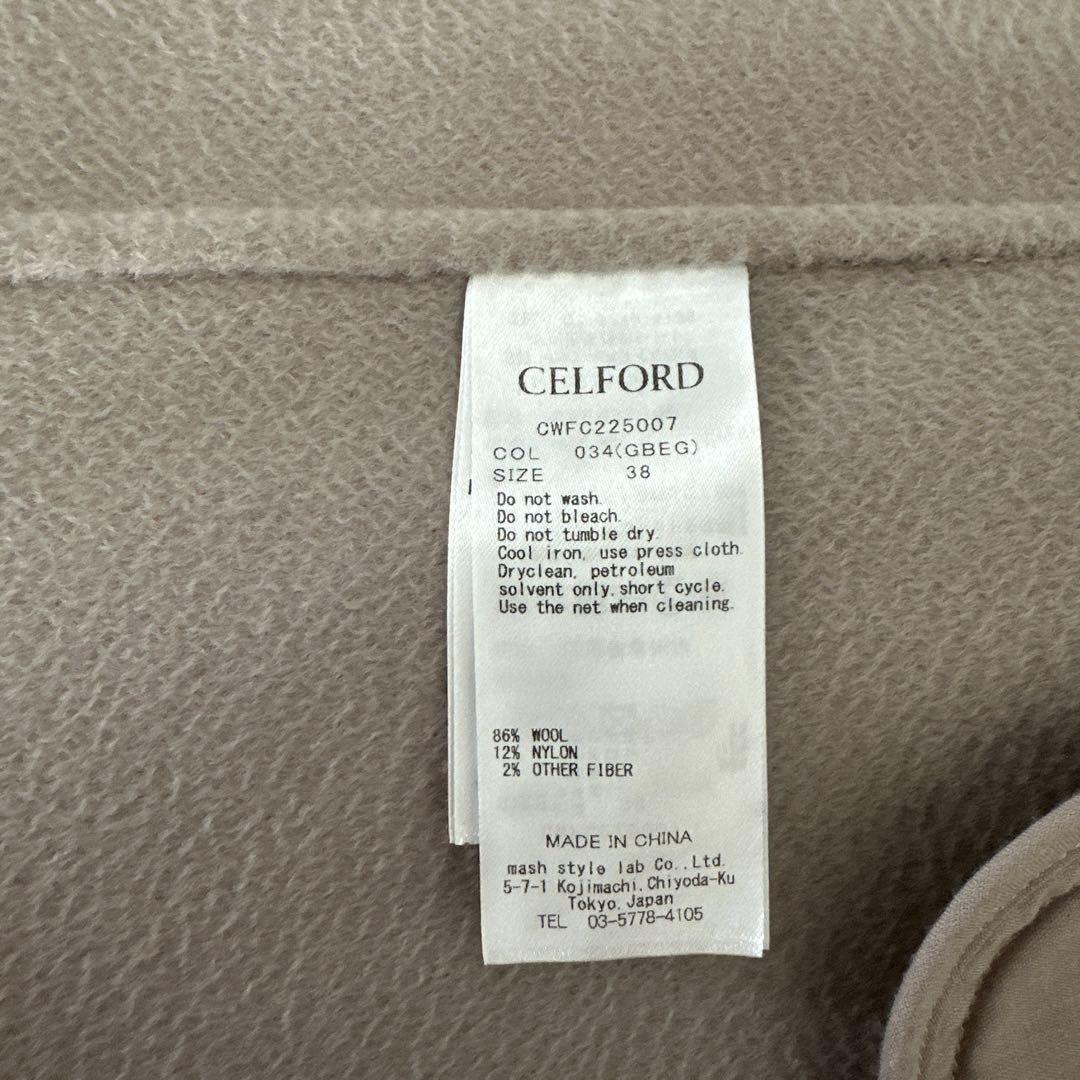 CELFORD
CWFC225007
COL 034(GBEG)
SIZE 38
Do not wash.
Do not bleach.
Do not tumble dry.
Cool iron, use press cloth.
Dryclean, petroleum
solvent only, short cycle.
Use the net when cleaning.
86% WOOL
12% NYLON
2% OTHER FIBER
MADE IN CHINA
mash style lab Co.,Ltd.
5-7-1 Kojimachi, Chiyoda-Ku
Tokyo, Japan
TEL 03-5778-4105